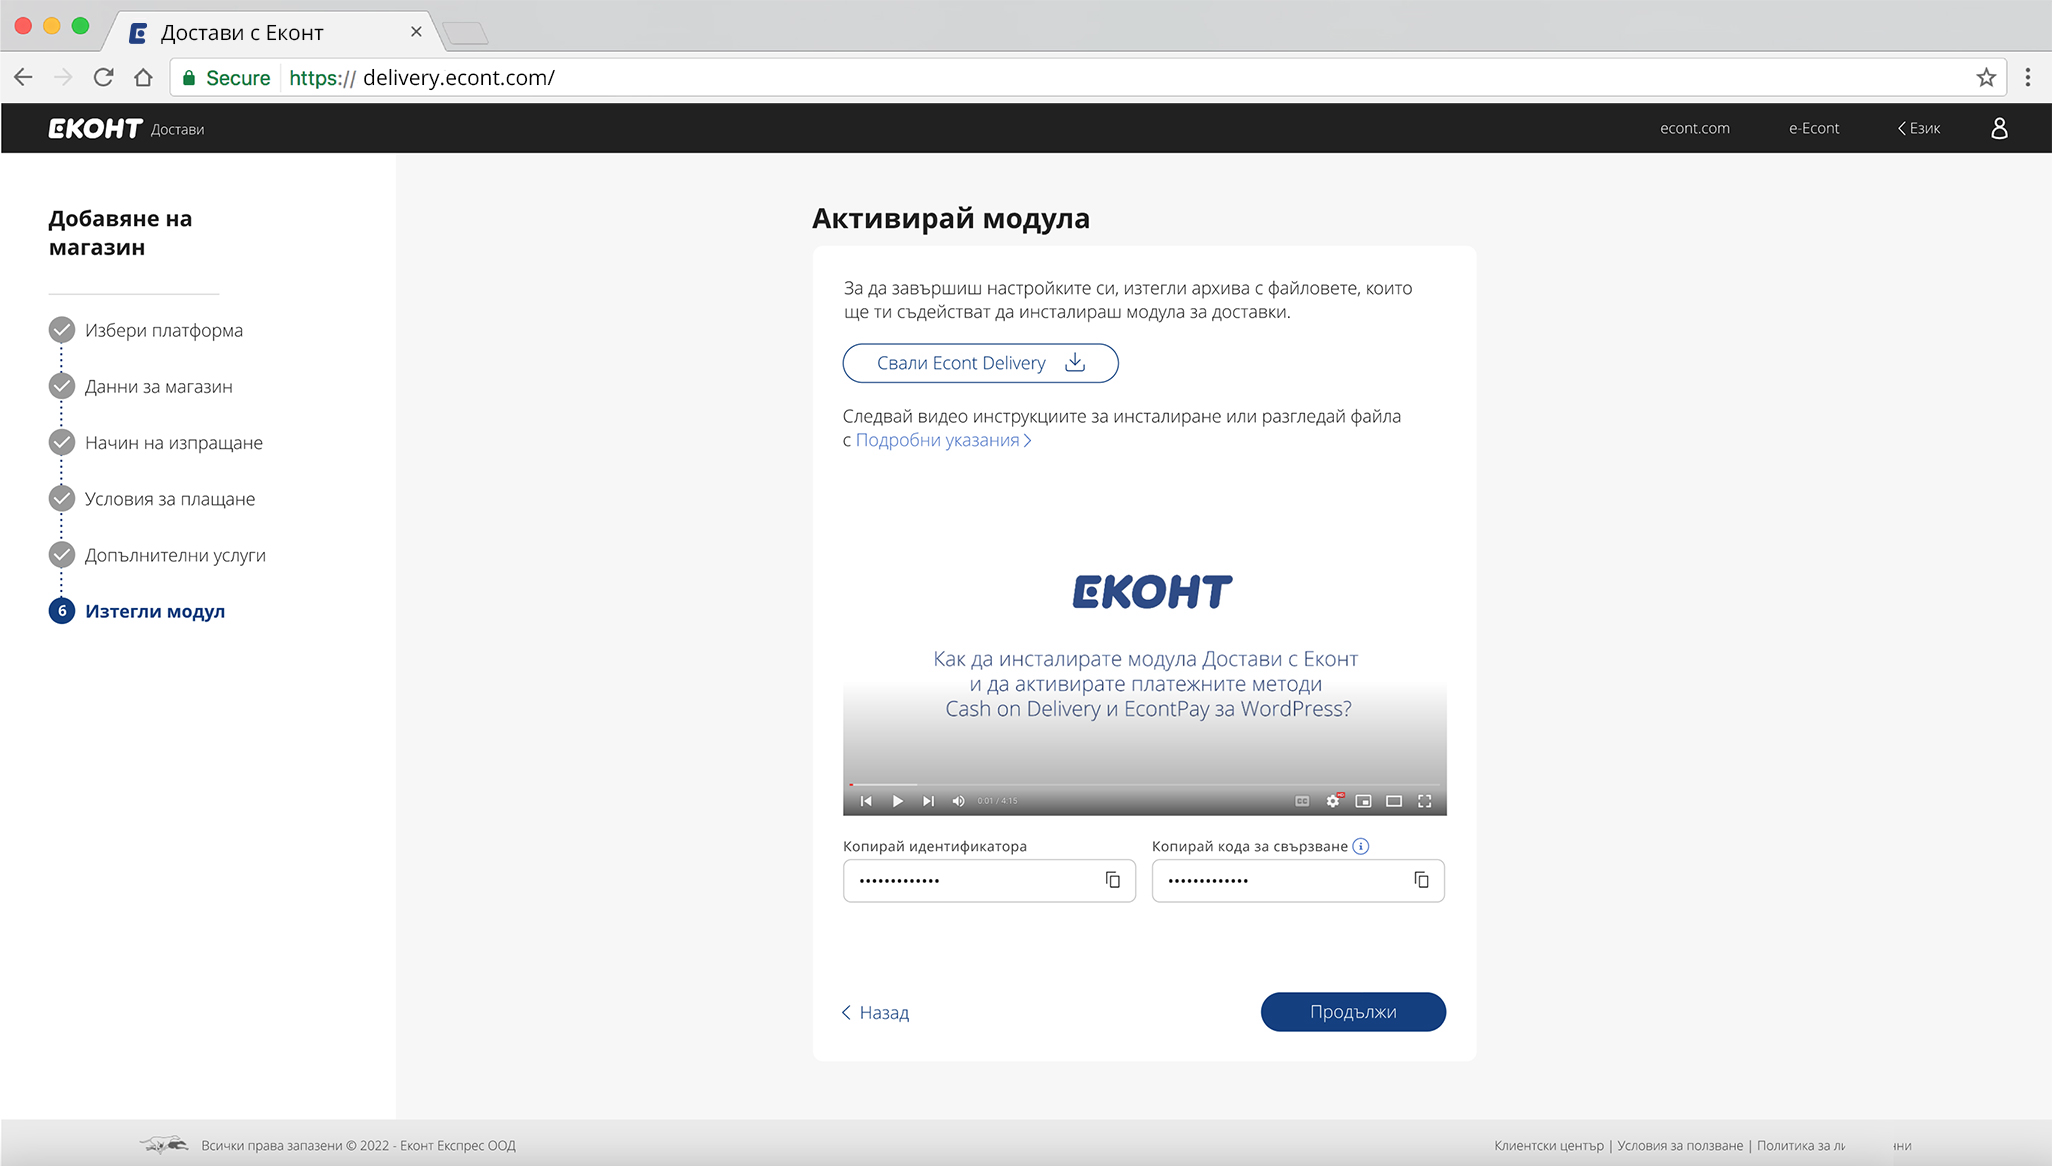 Достави с Еконт
Secure https:// delivery.econt.com/
ЕКОНТ Достави
econt.com
e-Econt
Език
Добавяне на
магазин
Избери платформа
Данни за магазин
Начин на изпращане
Условия за плащане
Допълнителни услуги
6 Изтегли модул
Активирай модула
За да завършиш настройките си, изтегли архива с файловете, които
ще ти съдействат да инсталираш модула за доставки.
Свали Econt Delivery
Следвай видео инструкциите за инсталиране или разгледай файла
с Подробни указания
ЕКОНТ
Как да инсталирате модула Достави с Еконт
и да активирате платежните методи
Cash on Delivery и EcontPay за WordPress?
0:01 / 4:15
CC
HD
Копирай идентификатора
Копирай кода за свързване
Назад
Продължи
Всички права запазени © 2022 - Еконт Експрес ООД
Клиентски център | Условия за ползване | Политика за